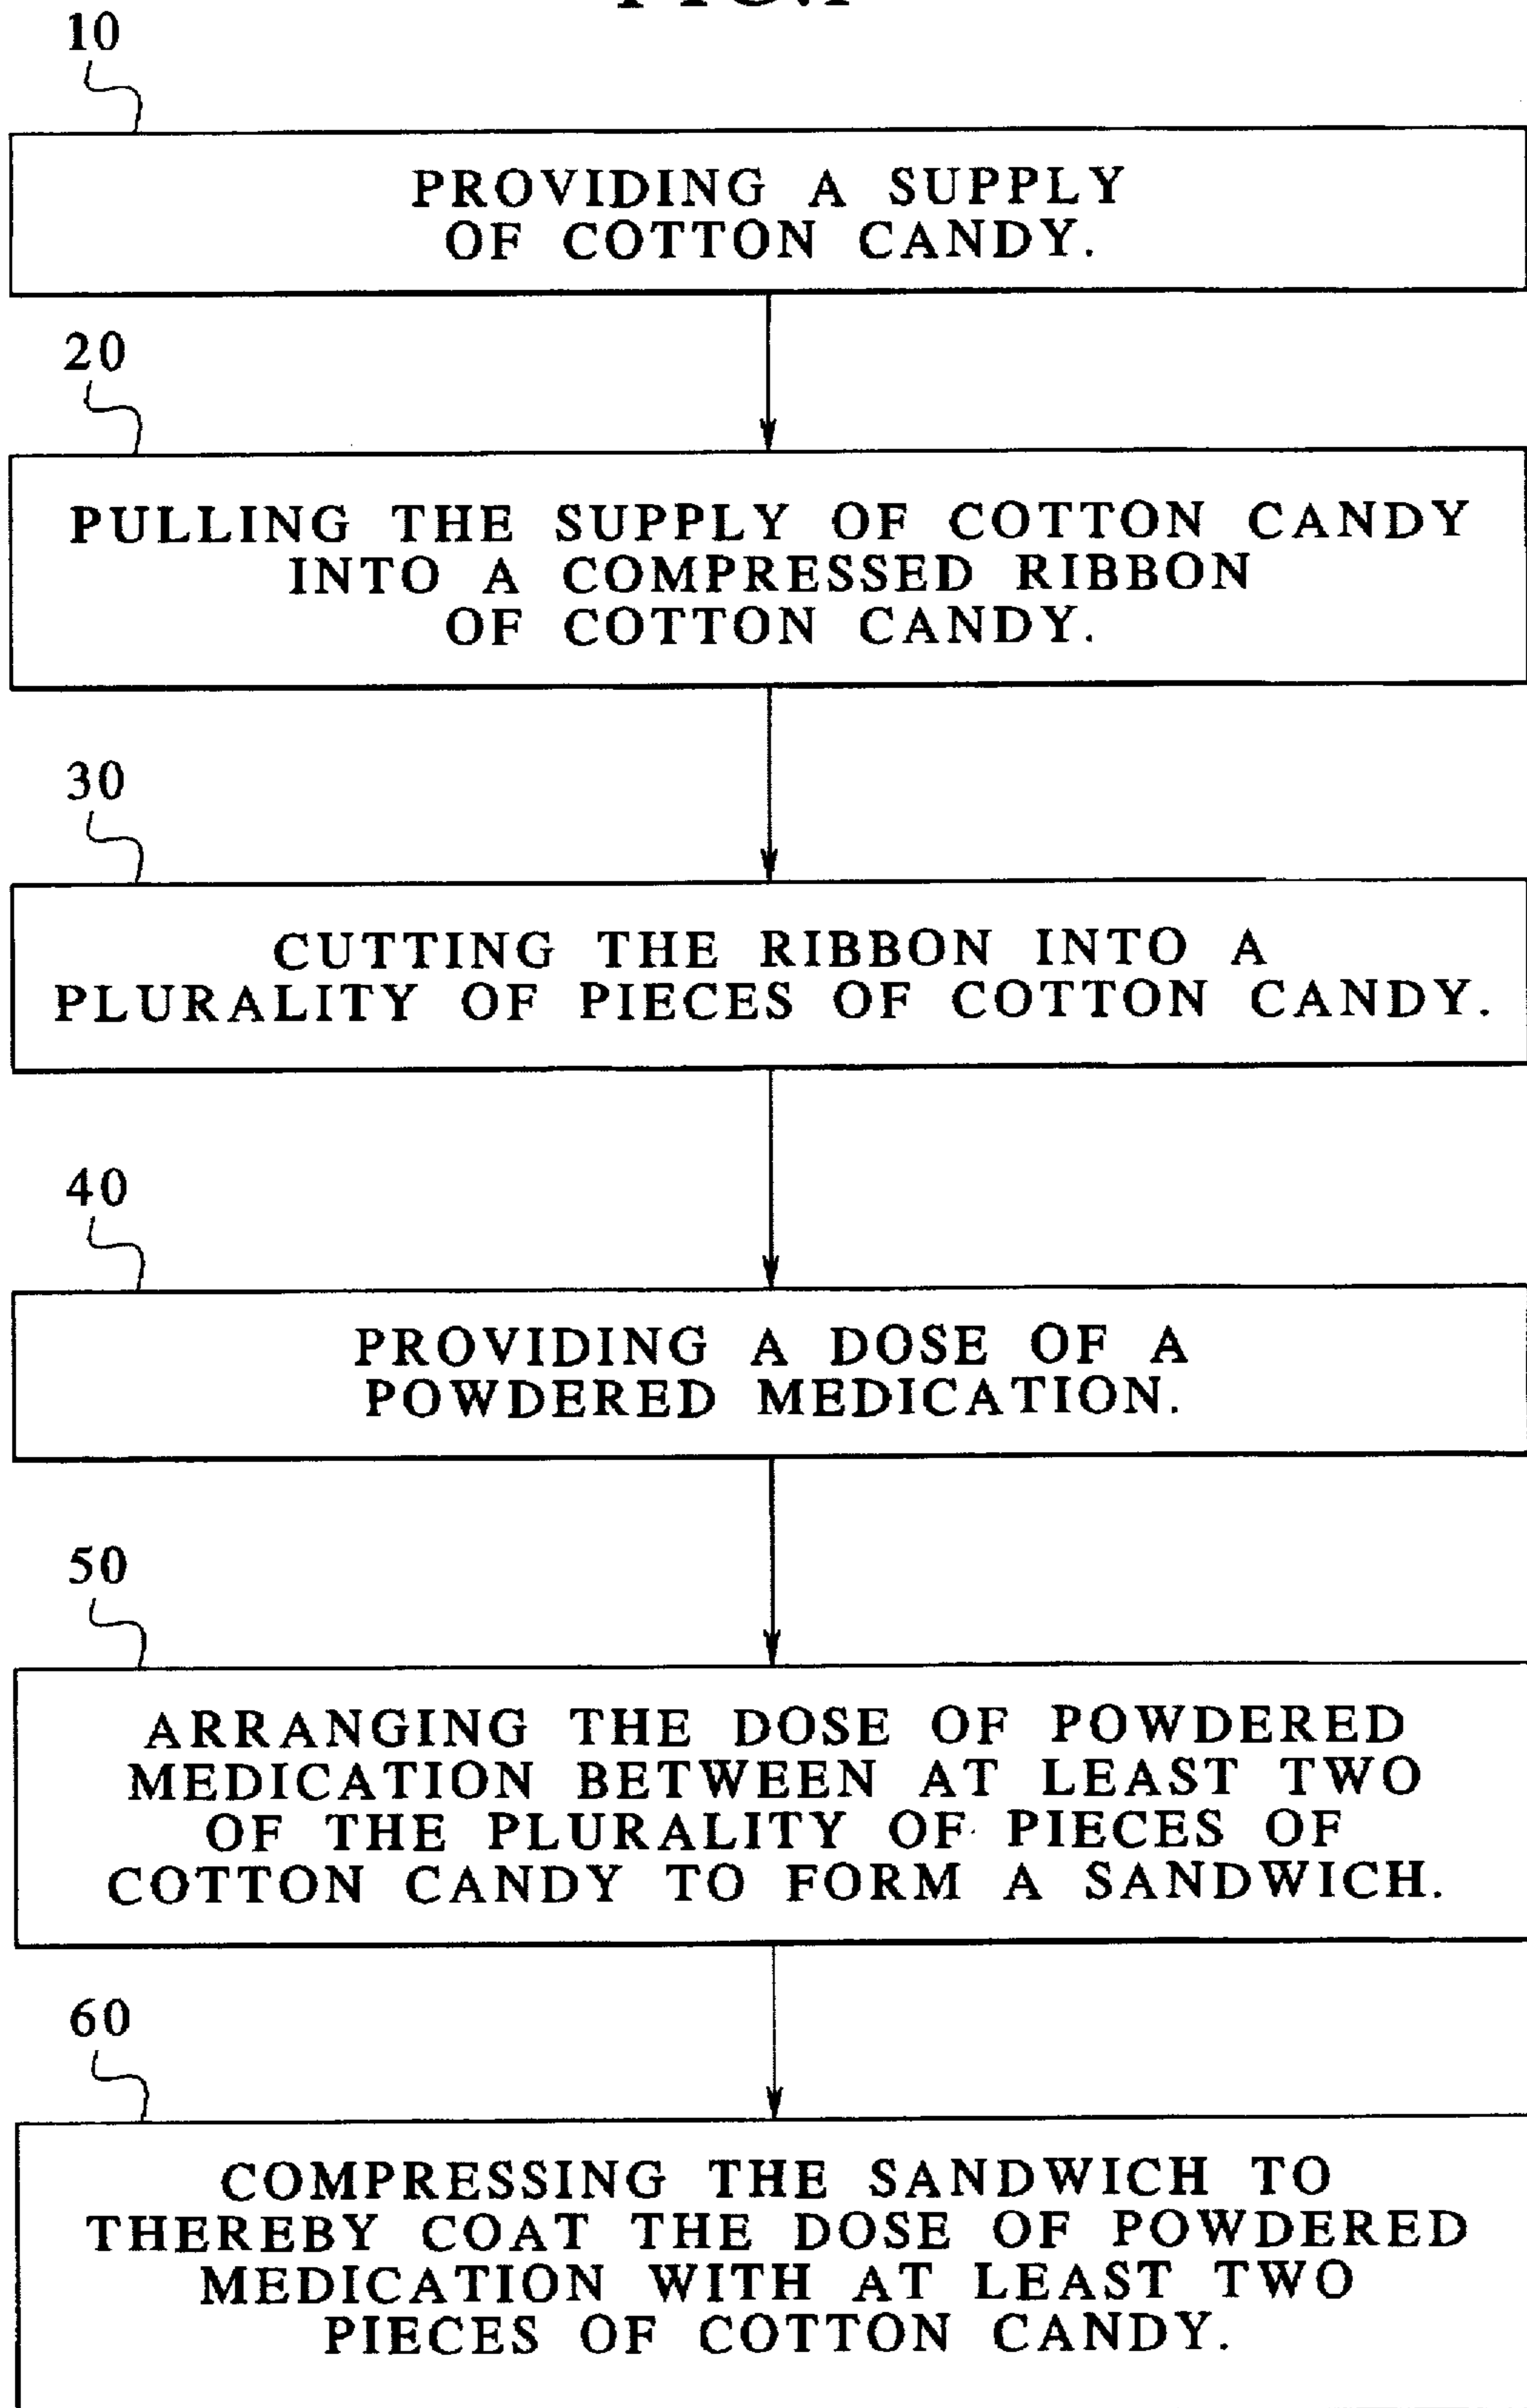 FIG.1
10
PROVIDING A SUPPLY
OF COTTON CANDY.
20
PULLING THE SUPPLY OF COTTON CANDY
INTO A COMPRESSED RIBBON
OF COTTON CANDY.
30
CUTTING THE RIBBON INTO A
PLURALITY OF PIECES OF COTTON CANDY.
40
PROVIDING A DOSE OF A
POWDERED MEDICATION.
50
ARRANGING THE DOSE OF POWDERED
MEDICATION BETWEEN AT LEAST TWO
OF THE PLURALITY OF PIECES OF
COTTON CANDY TO FORM A SANDWICH.
60
COMPRESSING THE SANDWICH TO
THEREBY COAT THE DOSE OF POWDERED
MEDICATION WITH AT LEAST TWO
PIECES OF COTTON CANDY.